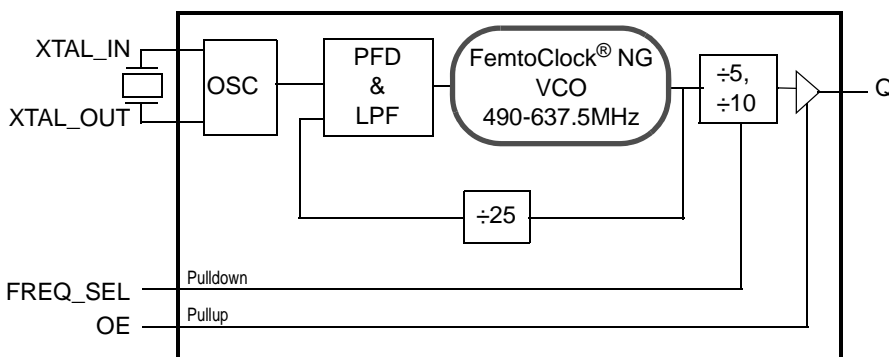 XTAL_IN
XTAL_OUT
OSC
PFD
&
LPF
FemtoClock® NG
VCO
490-637.5MHz
÷5,
÷10
Q
÷25
FREQ_SEL
Pulldown
OE
Pullup